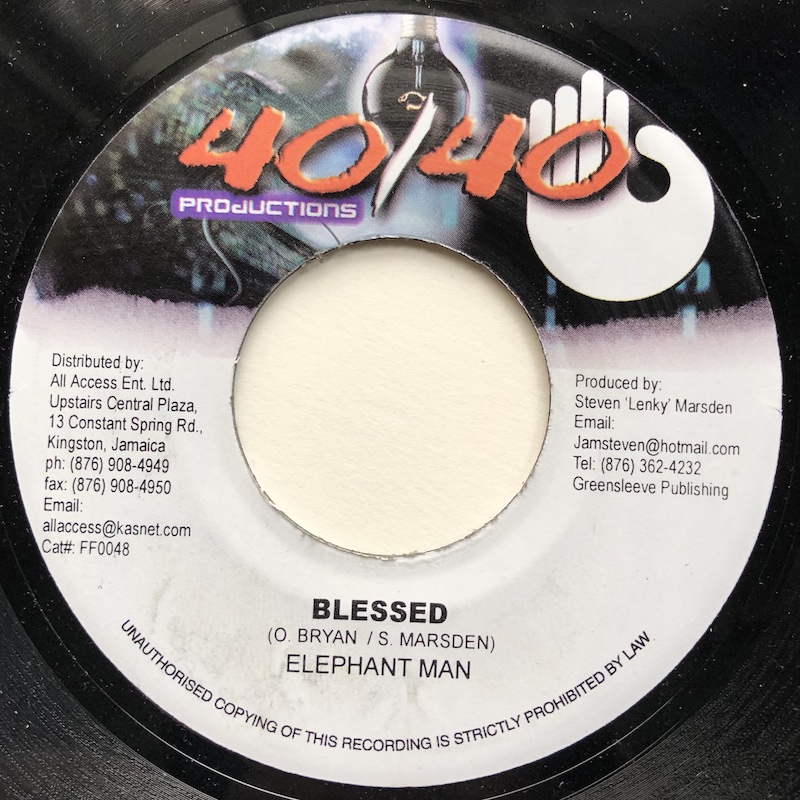 40/40
PRODUCTIONS
Distributed by:
All Access Ent. Ltd.
Upstairs Central Plaza,
13 Constant Spring Rd.,
Kingston, Jamaica
ph: (876) 908-4949
fax: (876) 908-4950
Email:
allaccess@kasnet.com
Cat#: FF0048
Produced by:
Steven 'Lenky' Marsden
Email:
Jamsteven@hotmail.com
Tel: (876) 362-4232
Greensleeve Publishing
BLESSED
(O. BRYAN / S. MARSDEN)
ELEPHANT MAN
UNAUTHORISED COPYING OF THIS RECORDING IS STRICTLY PROHIBITED BY LAW